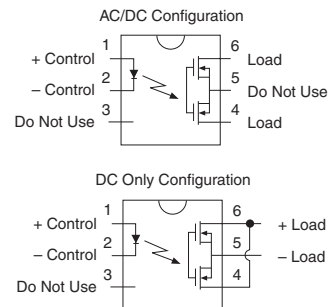 AC/DC Configuration
1 6
+ Control Load
2 5
– Control Do Not Use
3 4
Do Not Use Load
DC Only Configuration
1 6
+ Control + Load
2 5
– Control – Load
3 4
Do Not Use